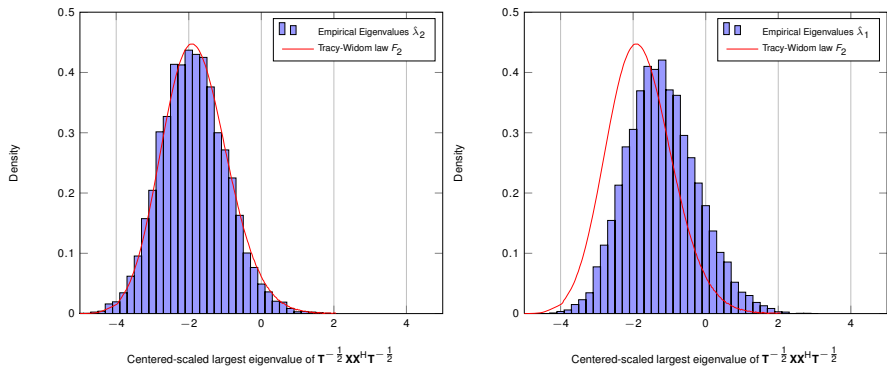 0.5
0.4
0.3
0.2
0.1
0
−4 −2 0 2 4
Density
Empirical Eigenvalues λ̂₂
Tracy-Widom law F₂
Centered-scaled largest eigenvalue of T^{−1/2}XX^HT^{−1/2}
0.5
0.4
0.3
0.2
0.1
0
−4 −2 0 2 4
Density
Empirical Eigenvalues λ̂₁
Tracy-Widom law F₂
Centered-scaled largest eigenvalue of T^{−1/2}XX^HT^{−1/2}